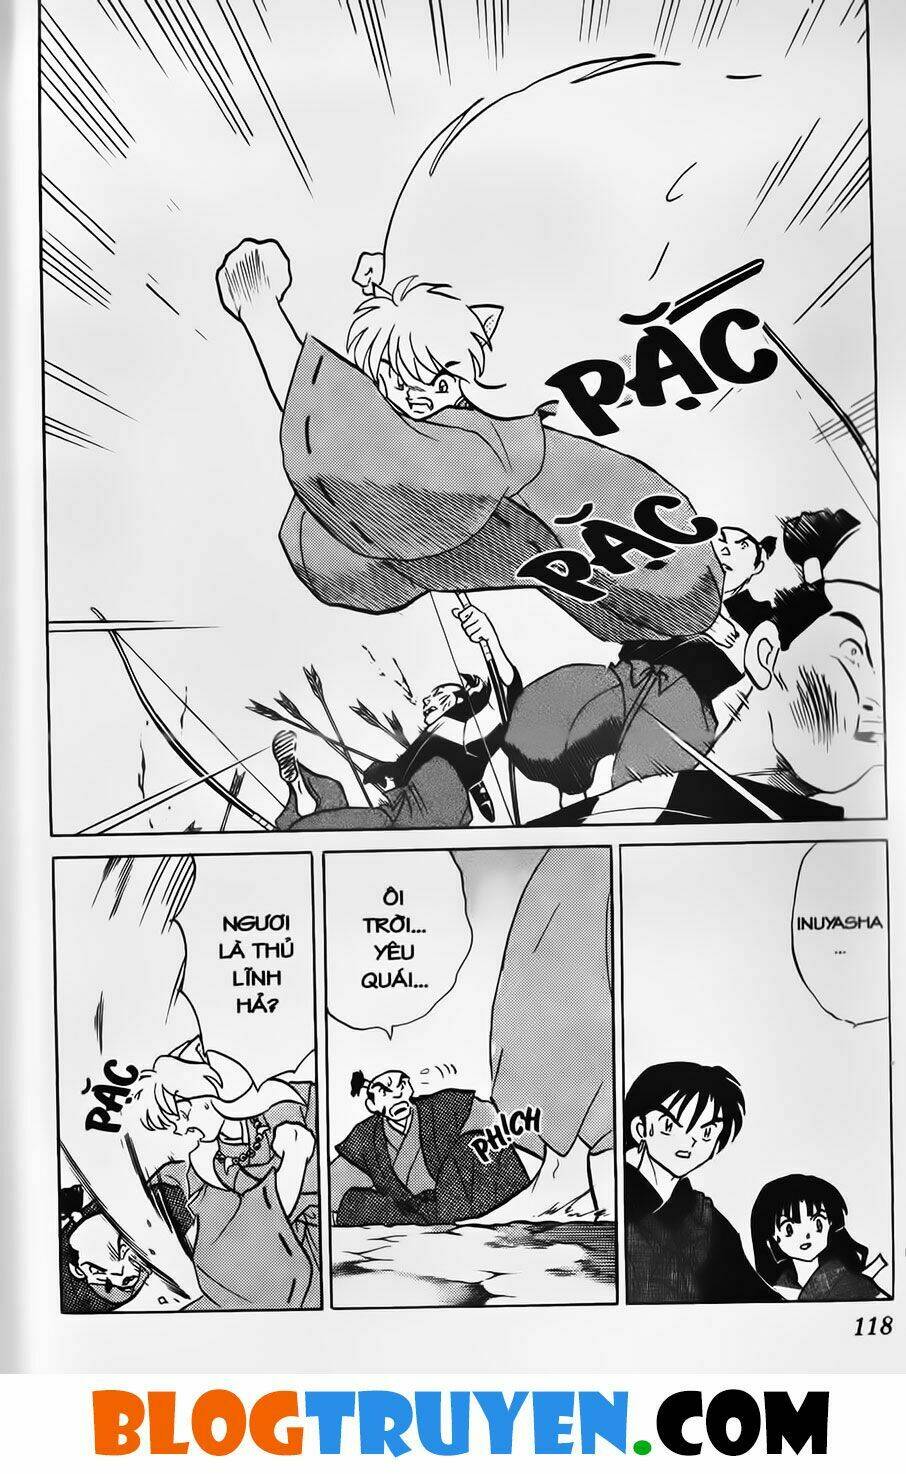 PẶC
PẶC
INUYASHA
...
ÔI
TRỜI...
YÊU
QUÁI...
PHỊCH
NGƯƠI
LÀ THỦ
LĨNH
HẢ?
PẶC
118
BLOGTRUYEN.COM